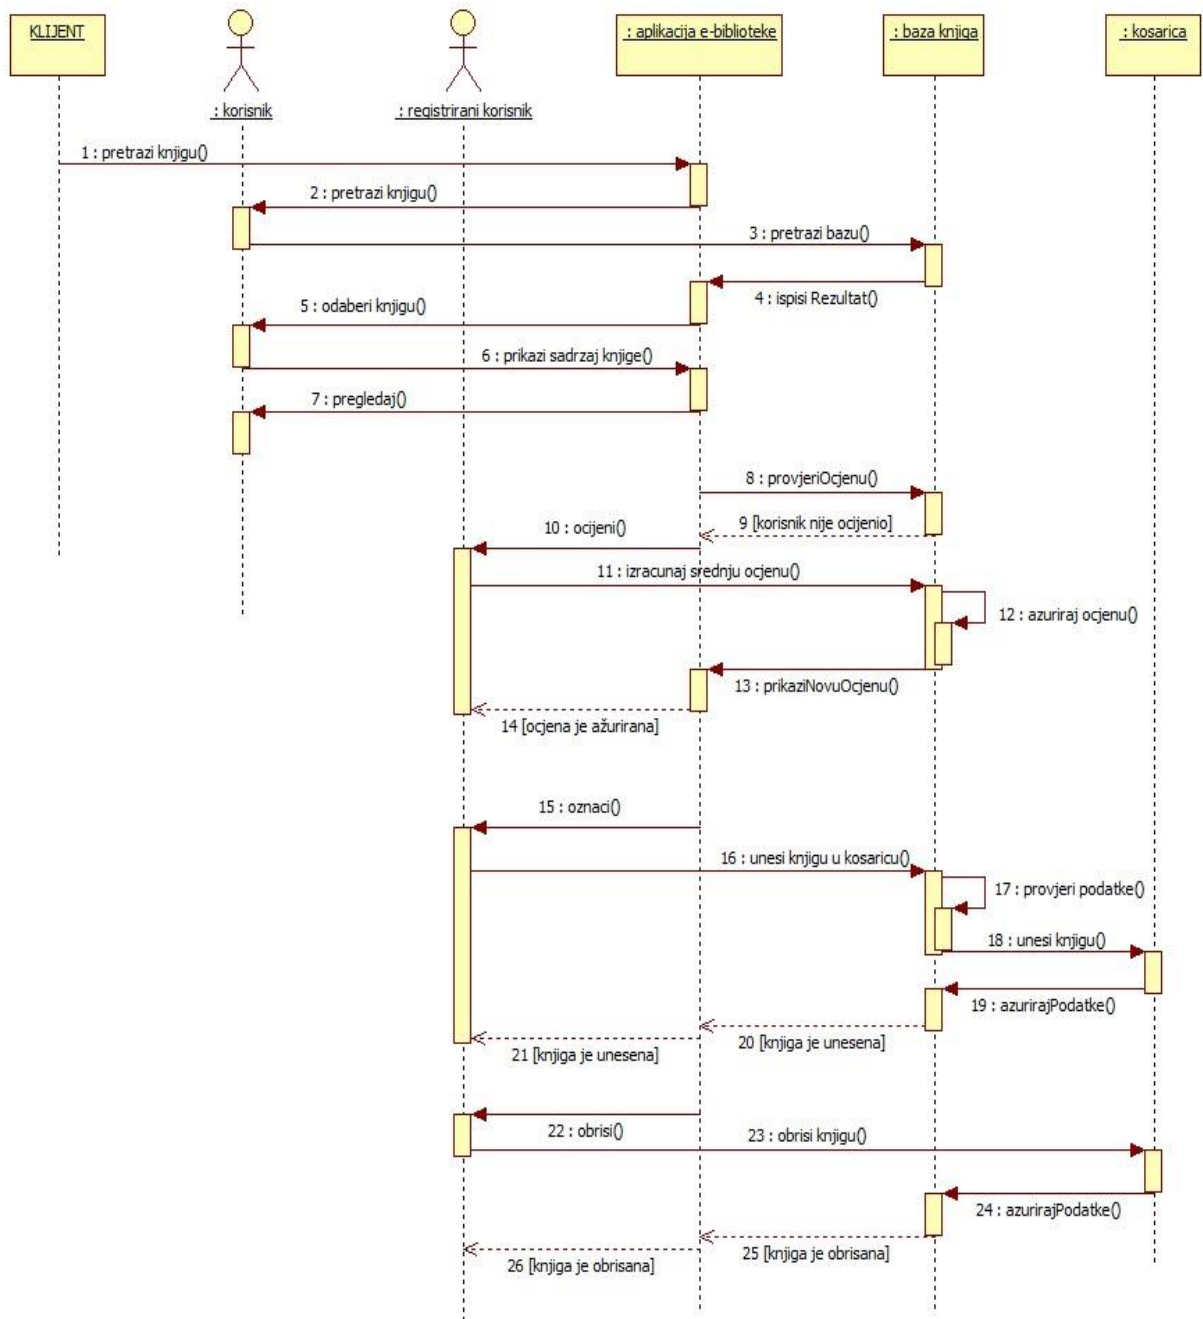 KLIJENT
: korisnik
: registrirani korisnik
: aplikacija e-biblioteke
: baza knjiga
: kosarica
1 : pretrazi knjigu()
2 : pretrazi knjigu()
3 : pretrazi bazu()
4 : ispisi Rezultat()
5 : odaberi knjigu()
6 : prikazi sadrzaj knjige()
7 : pregledaj()
8 : provjeriOcjenu()
9 [korisnik nije ocijenio]
10 : ocijeni()
11 : izracunaj srednju ocjenu()
12 : azuriraj ocjenu()
13 : prikaziNovuOcjenu()
14 [ocjena je ažurirana]
15 : oznaci()
16 : unesi knjigu u kosaricu()
17 : provjeri podatke()
18 : unesi knjigu()
19 : azurirajPodatke()
20 [knjiga je unesena]
21 [knjiga je unesena]
22 : obrisi()
23 : obrisi knjigu()
24 : azurirajPodatke()
25 [knjiga je obrisana]
26 [knjiga je obrisana]